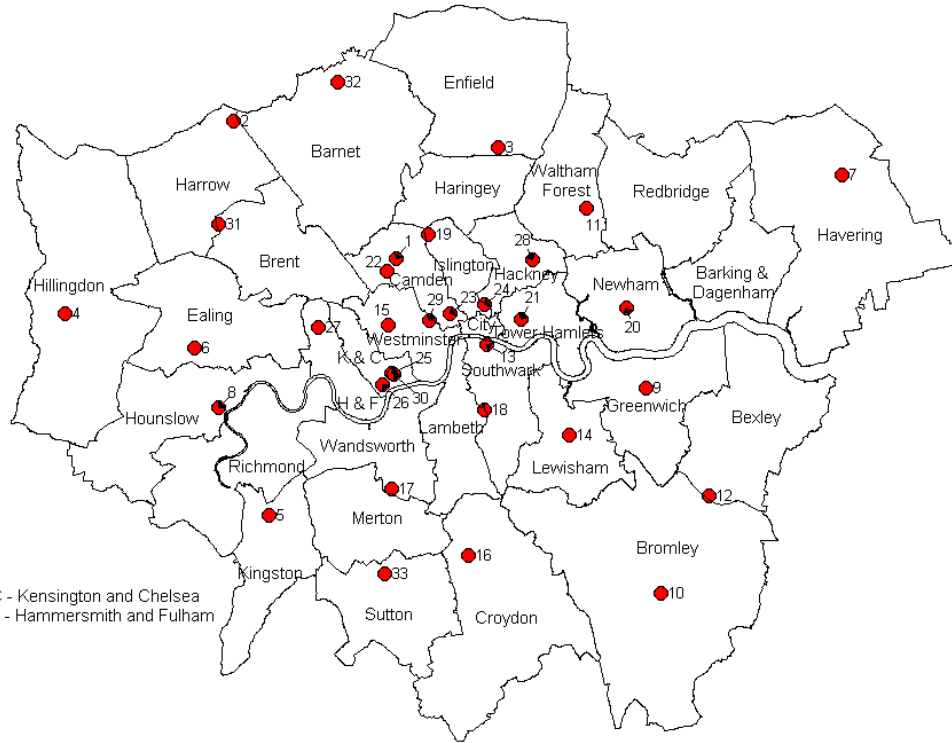 Enfield
32
Barnet
2
3
Waltham
Forest
Redbridge
7
Harrow
Haringey
111
Havering
31
19
1
28
Brent
22
Camden
Islington
Hackney
Barking &
Dagenham
Hillingdon
24
Newham
4
Ealing
15
29
23
21
20
27
Westminster
City
Tower Hamlets
6
K & C
25
13
Southwark
8
H & F
26
30
9
Greenwich
Hounslow
Lambeth
18
Bexley
Wandsworth
14
Richmond
Lewisham
17
12
5
Merton
16
Bromley
Kingston
33
10
- Kensington and Chelsea
- Hammersmith and Fulham
Sutton
Croydon